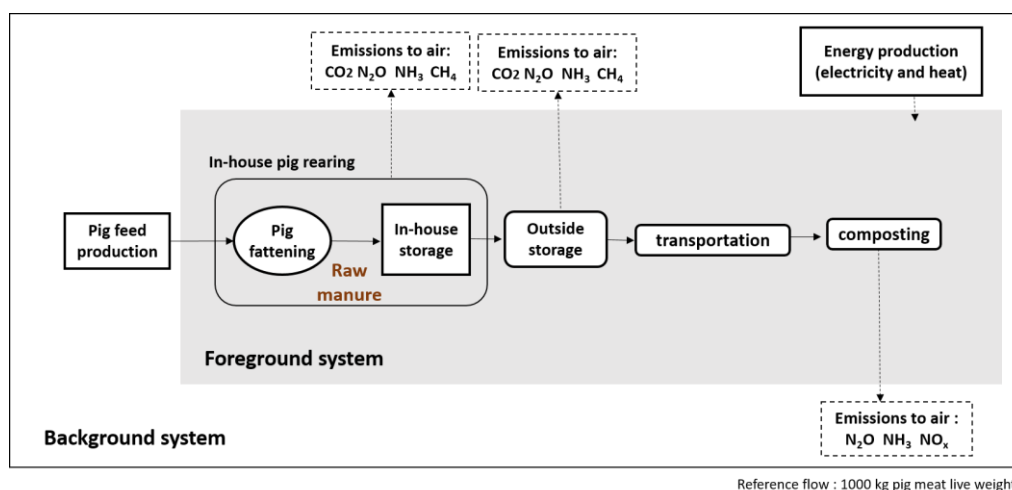 Emissions to air:
CO2 N₂O NH₃ CH₄
Emissions to air:
CO2 N₂O NH₃ CH₄
Energy production
(electricity and heat)
In-house pig rearing
Pig feed
production
Pig
fattening
Raw
manure
In-house
storage
Outside
storage
transportation
composting
Foreground system
Background system
Emissions to air :
N₂O NH₃ NOₓ
Reference flow : 1000 kg pig meat live weight